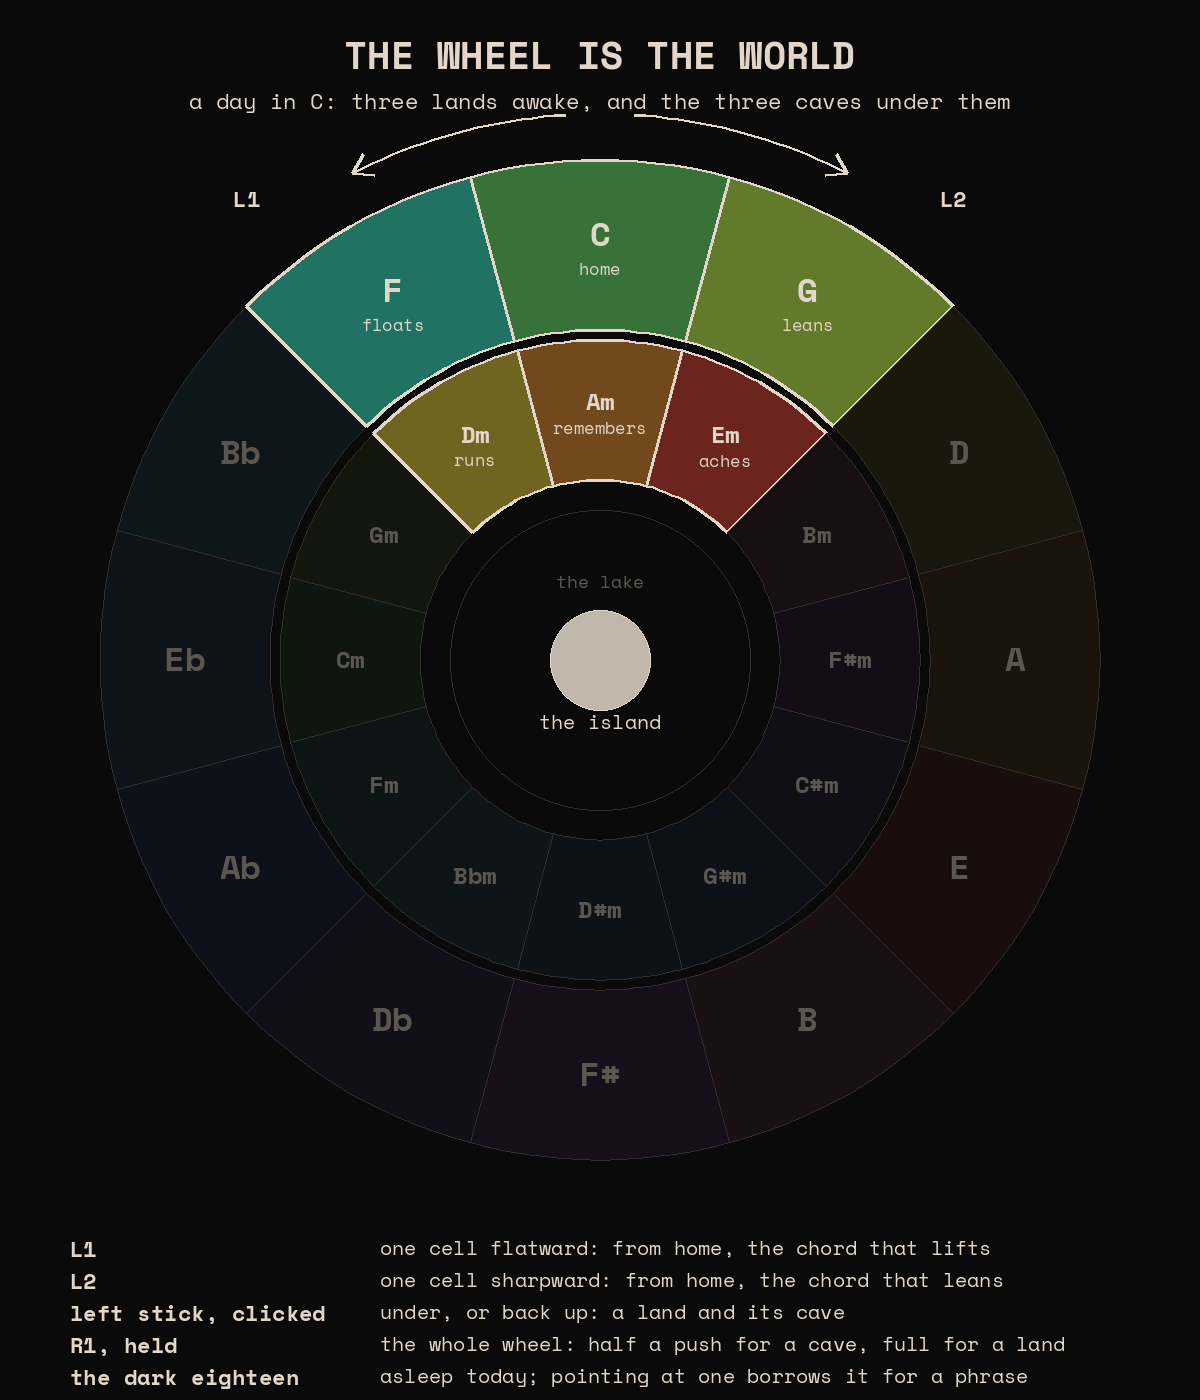 THE WHEEL IS THE WORLD
a day in C: three lands awake, and the three caves under them
L1
L2
C
home
F
floats
G
leans
Am
remembers
Dm
runs
Em
aches
Bb
D
Gm
Bm
the lake
Eb
Cm
F#m
A
the island
Fm
C#m
Ab
E
Bbm
G#m
D#m
Db
B
F#
L1 one cell flatward: from home, the chord that lifts
L2 one cell sharpward: from home, the chord that leans
left stick, clicked under, or back up: a land and its cave
R1, held the whole wheel: half a push for a cave, full for a land
the dark eighteen asleep today; pointing at one borrows it for a phrase